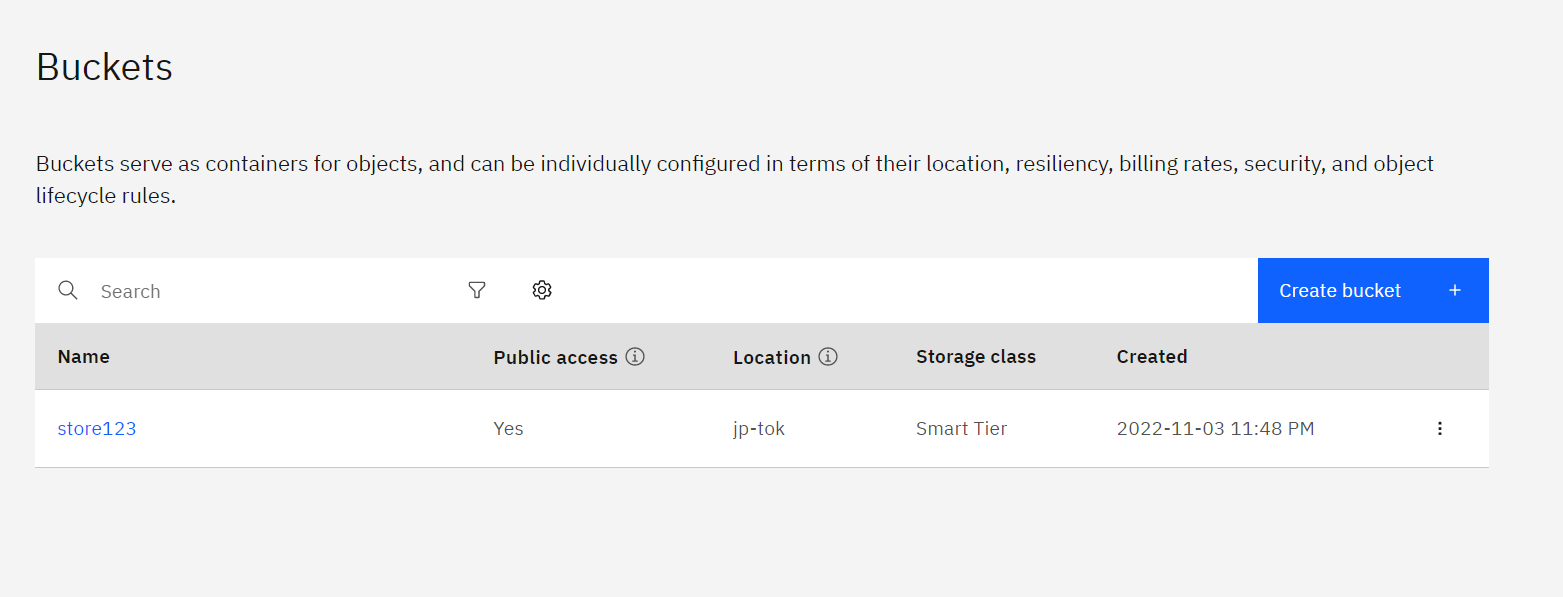 Buckets
Buckets serve as containers for objects, and can be individually configured in terms of their location, resiliency, billing rates, security, and object
lifecycle rules.
Search
Create bucket +
Name Public access Location Storage class Created
store123 Yes jp-tok Smart Tier 2022-11-03 11:48 PM